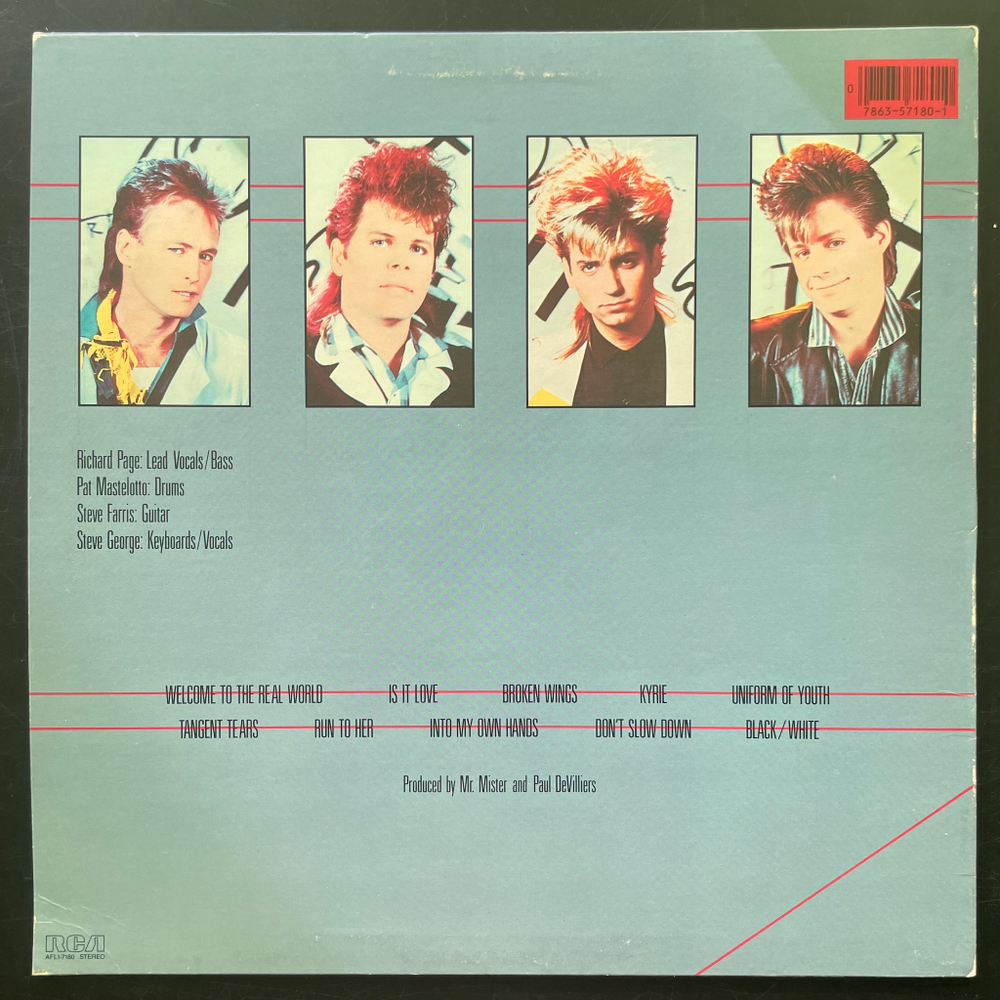 0 7863-57180-1
Richard Page: Lead Vocals/Bass
Pat Mastelotto: Drums
Steve Farris: Guitar
Steve George: Keyboards/Vocals
WELCOME TO THE REAL WORLD IS IT LOVE BROKEN WINGS KYRIE UNIFORM OF YOUTH
TANGENT TEARS RUN TO HER INTO MY OWN HANDS DON'T SLOW DOWN BLACK/WHITE
Produced by Mr. Mister and Paul DeVilliers
RCA
AFL1-7180 STEREO